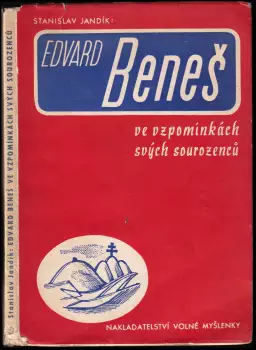 STANISLAV JANDÍK:
EDVARD
Beneš
ve vzpomínkách
svých sourozenců
NAKLADATELSTVÍ VOLNÉ MYŠLENKY
Stanislav Jandík: EDVARD BENEŠ VE VZPOMÍNKÁCH SVÝCH SOUROZENCŮ